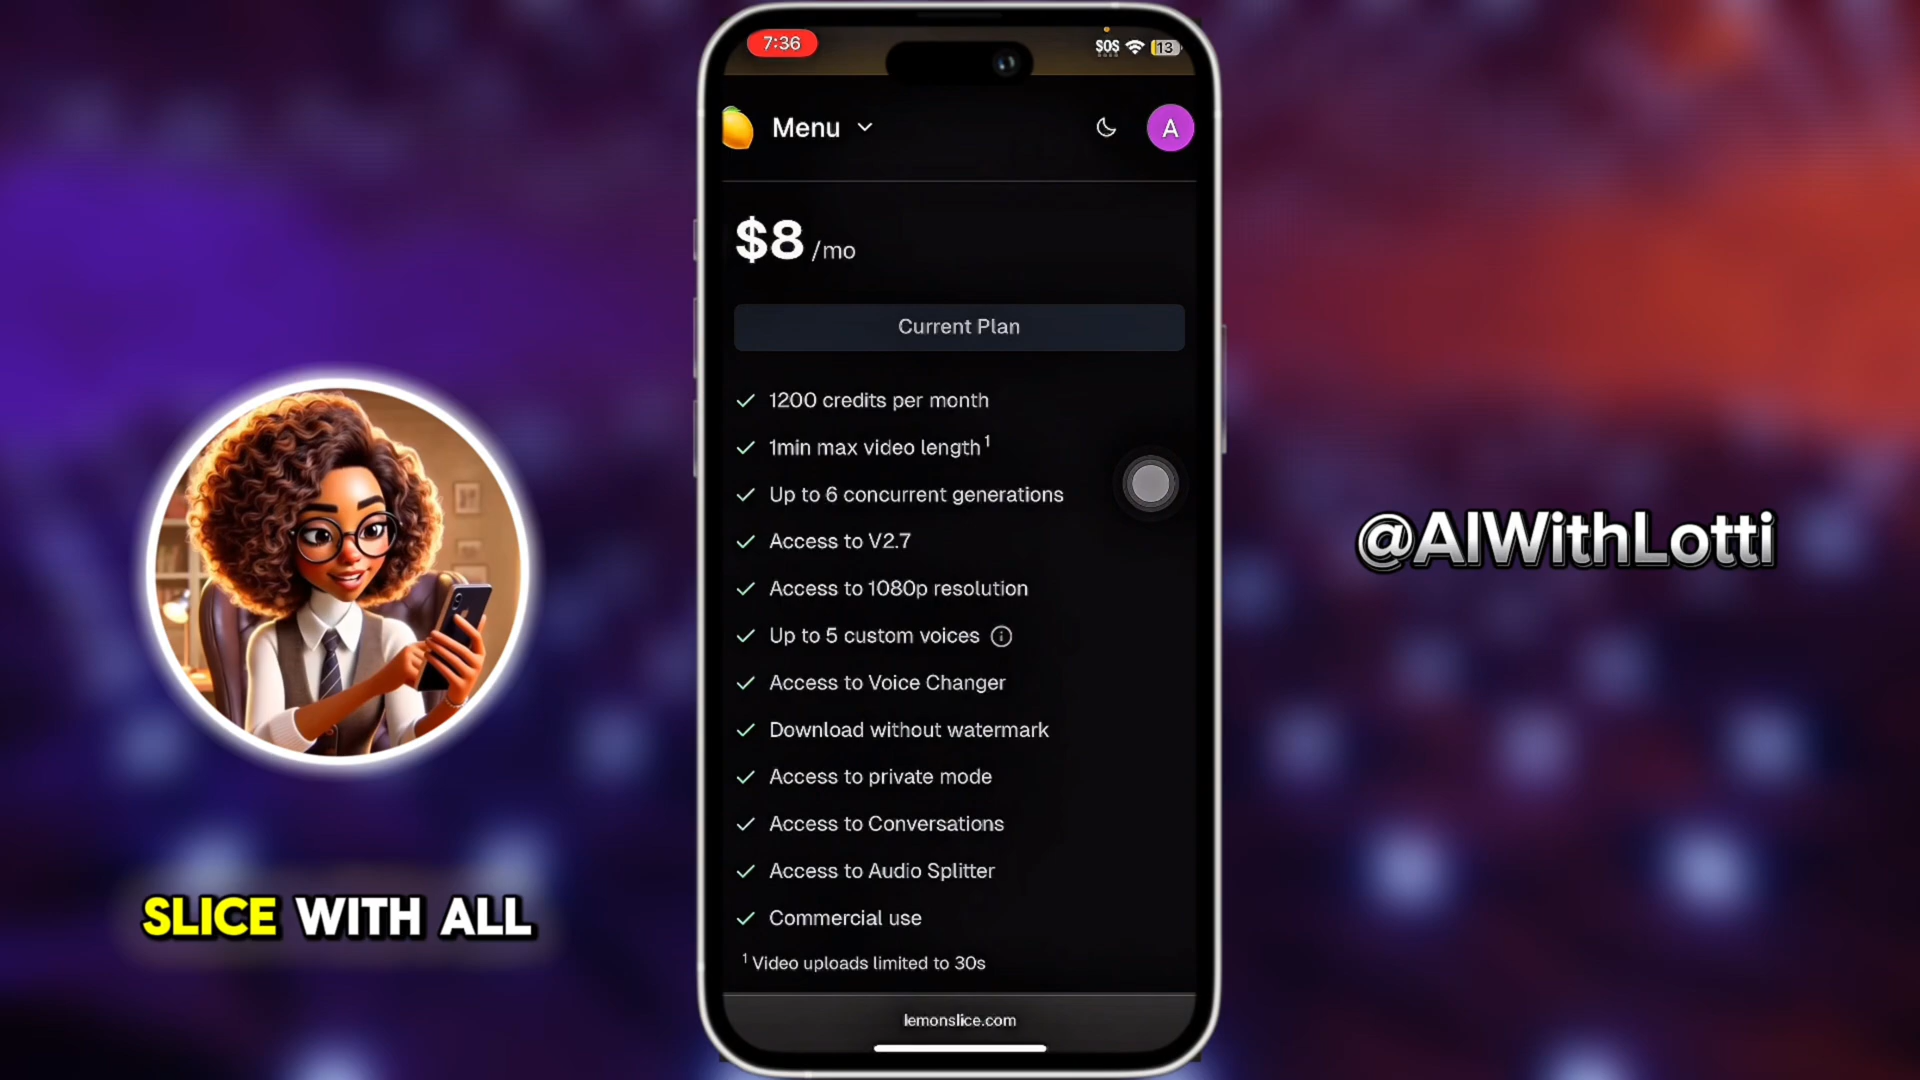 7:36
SOS
13
Menu
A
$8 /mo
Current Plan
1200 credits per month
1min max video length¹
Up to 6 concurrent generations
Access to V2.7
Access to 1080p resolution
Up to 5 custom voices
Access to Voice Changer
Download without watermark
Access to private mode
Access to Conversations
Access to Audio Splitter
Commercial use
¹ Video uploads limited to 30s
lemonslice.com
SLICE WITH ALL
@AIWithLotti